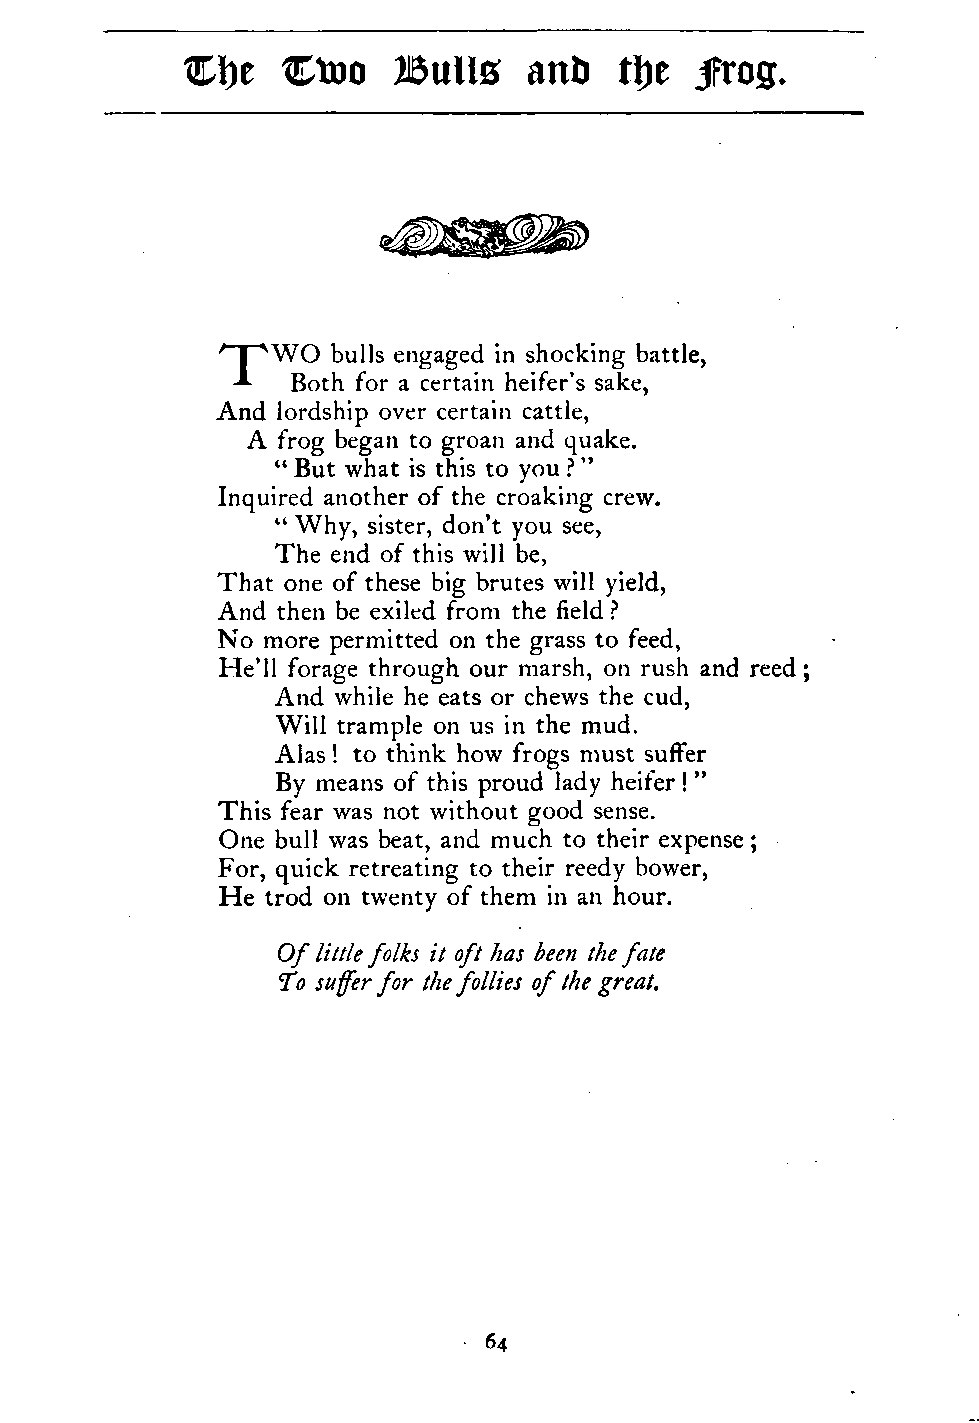 The Two Bulls and the Frog.
TWO bulls engaged in shocking battle,
Both for a certain heifer's sake,
And lordship over certain cattle,
A frog began to groan and quake.
"But what is this to you?"
Inquired another of the croaking crew.
"Why, sister, don't you see,
The end of this will be,
That one of these big brutes will yield,
And then be exiled from the field?
No more permitted on the grass to feed,
He'll forage through our marsh, on rush and reed;
And while he eats or chews the cud,
Will trample on us in the mud.
Alas! to think how frogs must suffer
By means of this proud lady heifer!"
This fear was not without good sense.
One bull was beat, and much to their expense;
For, quick retreating to their reedy bower,
He trod on twenty of them in an hour.
Of little folks it oft has been the fate
To suffer for the follies of the great.
64